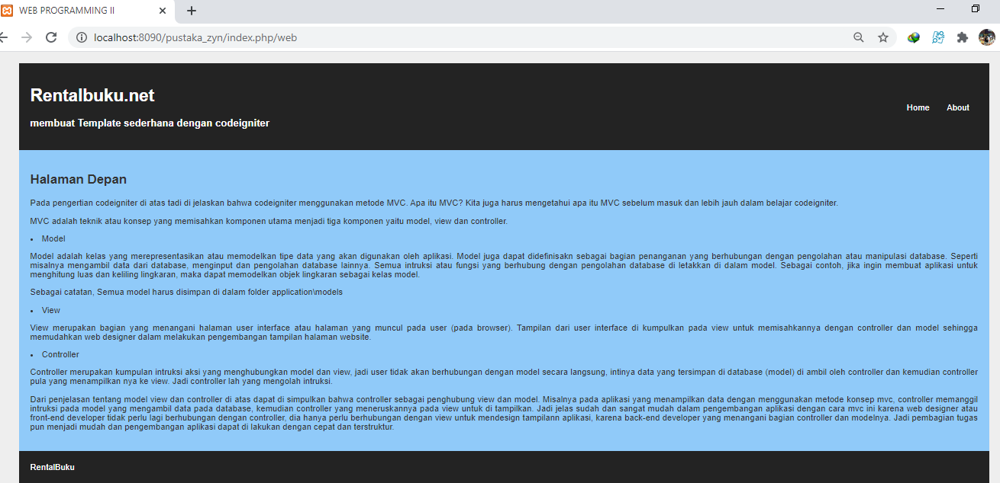 WEB PROGRAMMING II
localhost:8090/pustaka_zyn/index.php/web
Rentalbuku.net
membuat Template sederhana dengan codeigniter
Home About
Halaman Depan
Pada pengertian codeigniter di atas tadi di jelaskan bahwa codeigniter menggunakan metode MVC. Apa itu MVC? Kita juga harus mengetahui apa itu MVC sebelum masuk dan lebih jauh dalam belajar codeigniter.
MVC adalah teknik atau konsep yang memisahkan komponen utama menjadi tiga komponen yaitu model, view dan controller.
• Model
Model adalah kelas yang merepresentasikan atau memodelkan tipe data yang akan digunakan oleh aplikasi. Model juga dapat didefinisakn sebagai bagian penanganan yang berhubungan dengan pengolahan atau manipulasi database. Seperti
misalnya mengambil data dari database, menginput dan pengolahan database lainnya. Semua intruksi atau fungsi yang berhubung dengan pengolahan database di letakkan di dalam model. Sebagai contoh, jika ingin membuat aplikasi untuk
menghitung luas dan keliling lingkaran, maka dapat memodelkan objek lingkaran sebagai kelas model.
Sebagai catatan, Semua model harus disimpan di dalam folder application\models
• View
View merupakan bagian yang menangani halaman user interface atau halaman yang muncul pada user (pada browser). Tampilan dari user interface di kumpulkan pada view untuk memisahkannya dengan controller dan model sehingga
memudahkan web designer dalam melakukan pengembangan tampilan halaman website.
• Controller
Controller merupakan kumpulan intruksi aksi yang menghubungkan model dan view, jadi user tidak akan berhubungan dengan model secara langsung, intinya data yang tersimpan di database (model) di ambil oleh controller dan kemudian controller
pula yang menampilkan nya ke view. Jadi controller lah yang mengolah intruksi.
Dari penjelasan tentang model view dan controller di atas dapat di simpulkan bahwa controller sebagai penghubung view dan model. Misalnya pada aplikasi yang menampilkan data dengan menggunakan metode konsep mvc, controller memanggil
intruksi pada model yang mengambil data pada database, kemudian controller yang meneruskannya pada view untuk di tampilkan. Jadi jelas sudah dan sangat mudah dalam pengembangan aplikasi dengan cara mvc ini karena web designer atau
front-end developer tidak perlu lagi berhubungan dengan controller, dia hanya perlu berhubungan dengan view untuk mendesign tampilann aplikasi, karena back-end developer yang menangani bagian controller dan modelnya. Jadi pembagian tugas
pun menjadi mudah dan pengembangan aplikasi dapat di lakukan dengan cepat dan terstruktur.
RentalBuku